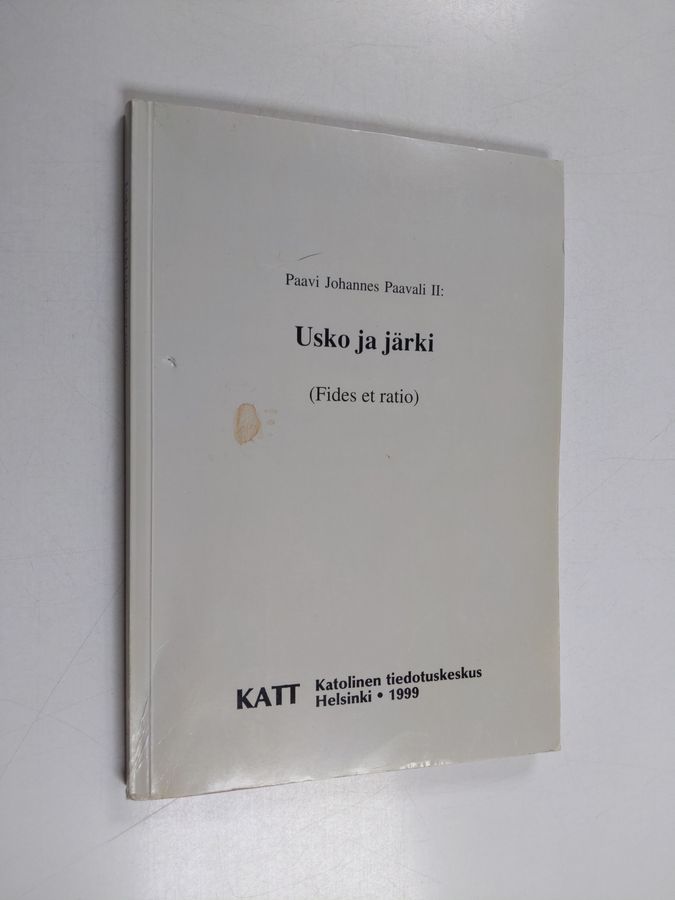 Paavi Johannes Paavali II:
Usko ja järki
(Fides et ratio)
KATT
Katolinen tiedotuskeskus
Helsinki • 1999